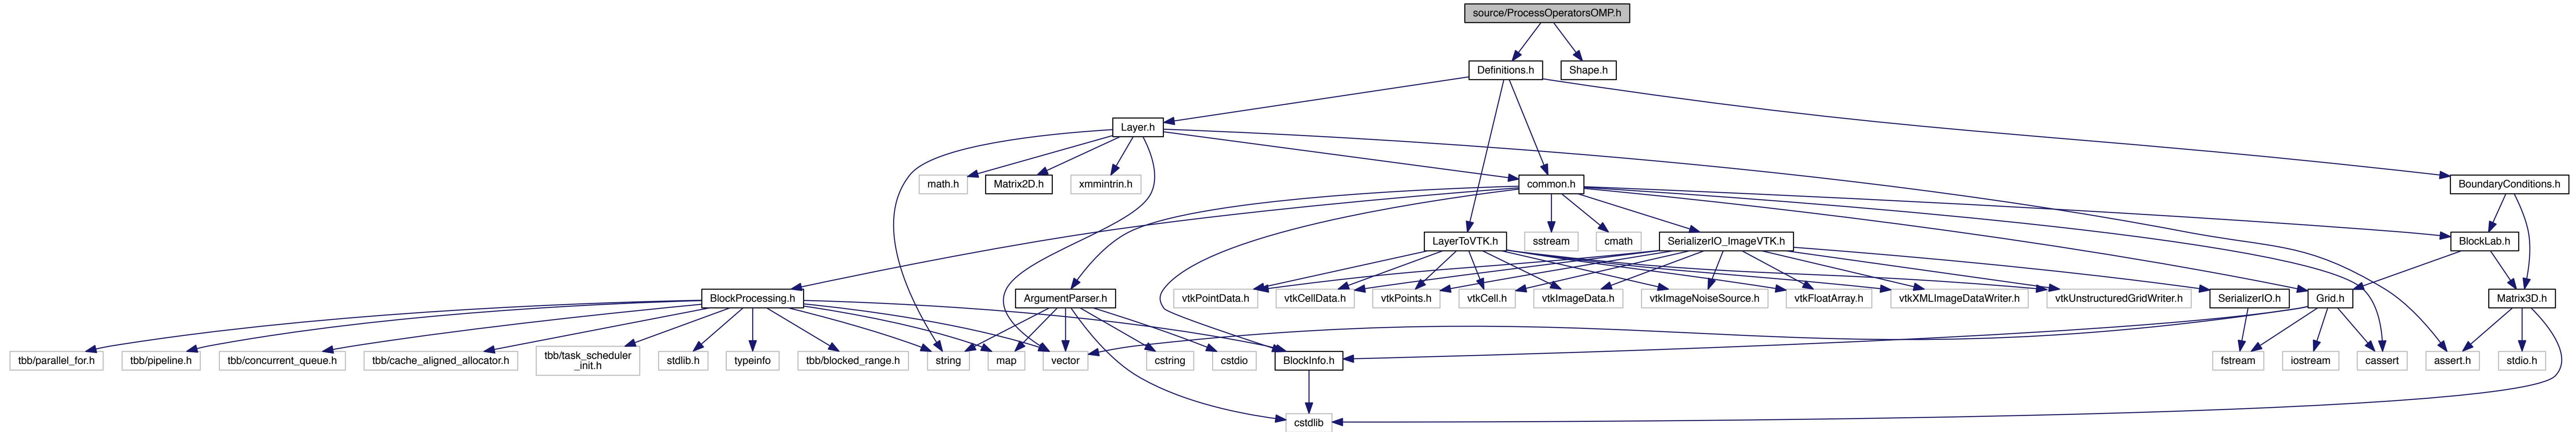 source/ProcessOperatorsOMP.h
Definitions.h
Shape.h
Layer.h
math.h
Matrix2D.h
xmmintrin.h
common.h
BoundaryConditions.h
LayerToVTK.h
sstream
cmath
SerializerIO_ImageVTK.h
BlockLab.h
BlockProcessing.h
ArgumentParser.h
vtkPointData.h
vtkCellData.h
vtkPoints.h
vtkCell.h
vtkImageData.h
vtkImageNoiseSource.h
vtkFloatArray.h
vtkXMLImageDataWriter.h
vtkUnstructuredGridWriter.h
SerializerIO.h
Grid.h
Matrix3D.h
tbb/parallel_for.h
tbb/pipeline.h
tbb/concurrent_queue.h
tbb/cache_aligned_allocator.h
tbb/task_scheduler
_init.h
stdlib.h
typeinfo
tbb/blocked_range.h
string
map
vector
cstring
cstdio
BlockInfo.h
fstream
iostream
cassert
assert.h
stdio.h
cstdlib